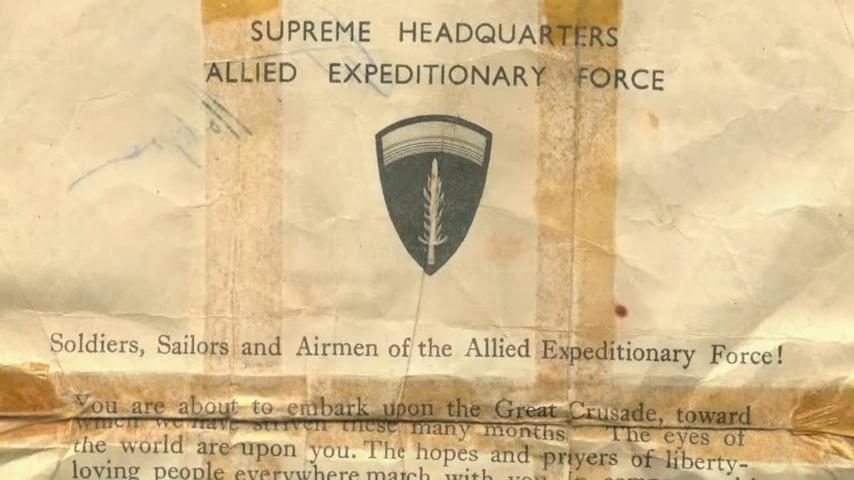 SUPREME HEADQUARTERS
ALLIED EXPEDITIONARY FORCE
Soldiers, Sailors and Airmen of the Allied Expeditionary Force!
You are about to embark upon the Great Crusade, toward
which we have striven these many months. The eyes of
the world are upon you. The hopes and prayers of liberty-
loving people everywhere march with you